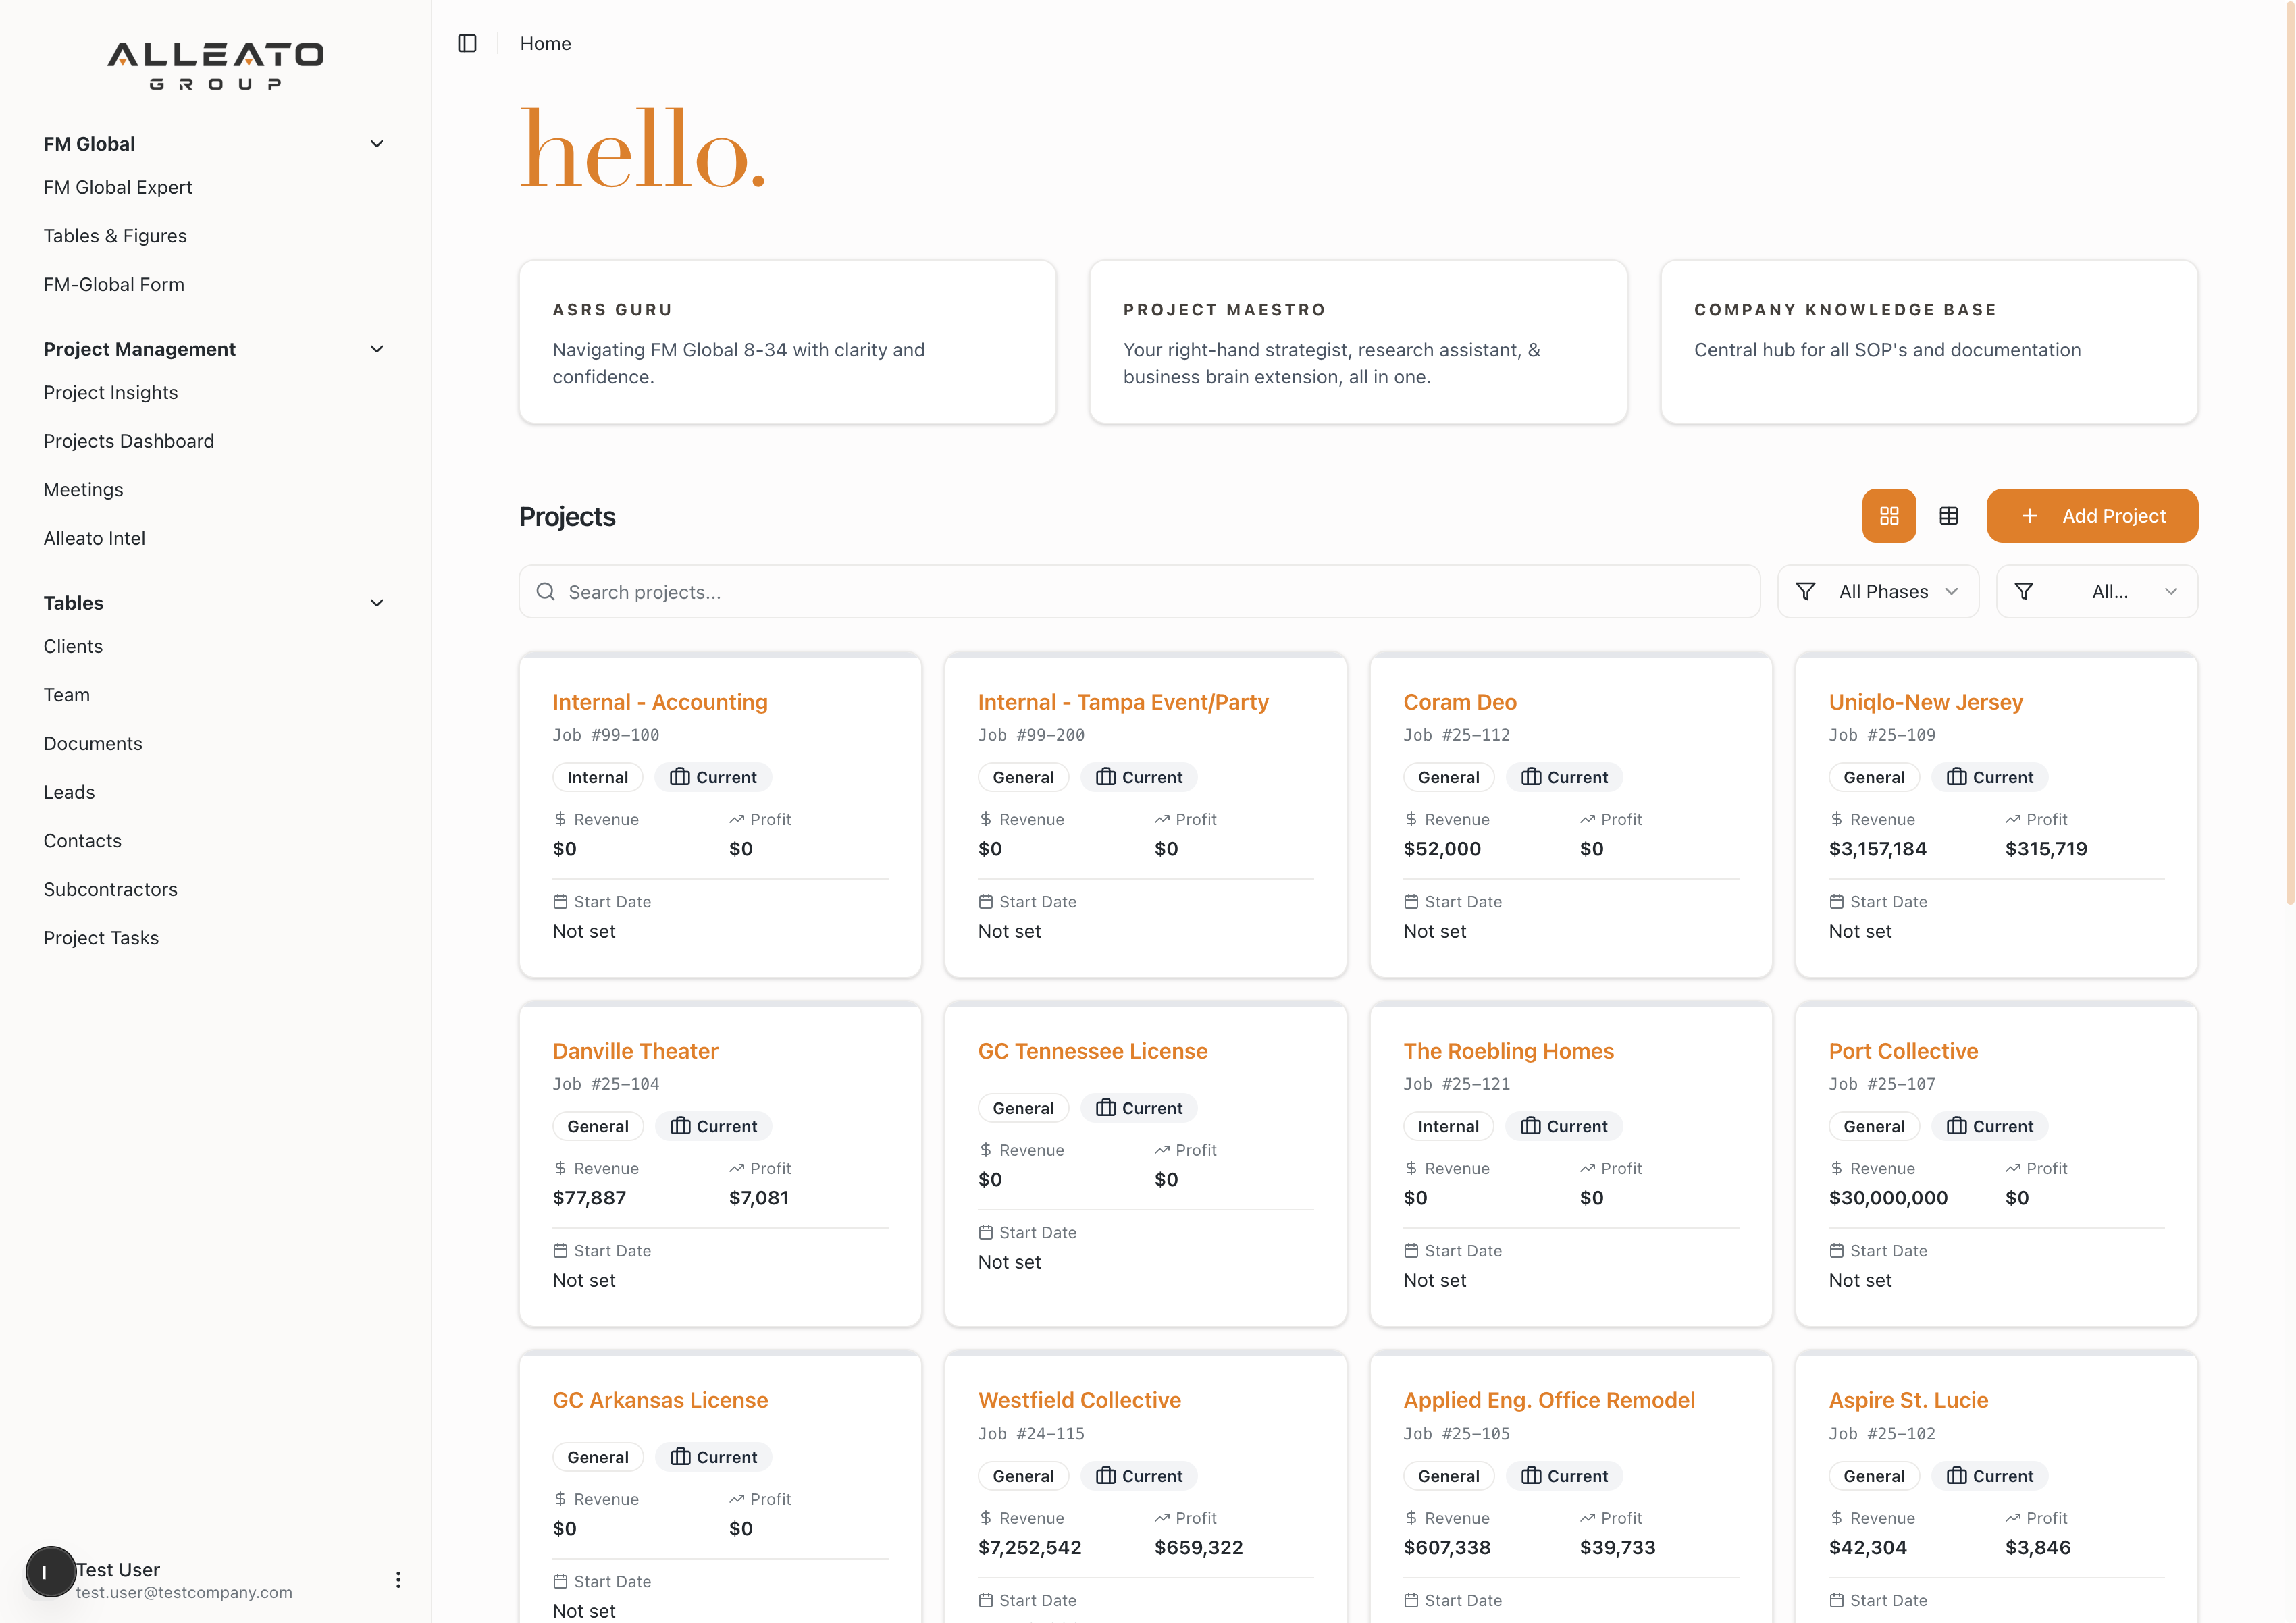 ALLEATO
GROUP
FM Global
FM Global Expert
Tables & Figures
FM-Global Form
Project Management
Project Insights
Projects Dashboard
Meetings
Alleato Intel
Tables
Clients
Team
Documents
Leads
Contacts
Subcontractors
Project Tasks
I
Test User
test.user@testcompany.com
Home
hello.
ASRS GURU
Navigating FM Global 8-34 with clarity and
confidence.
PROJECT MAESTRO
Your right-hand strategist, research assistant, &
business brain extension, all in one.
COMPANY KNOWLEDGE BASE
Central hub for all SOP's and documentation
Projects
Add Project
Search projects...
All Phases
All...
Internal - Accounting
Job #99-100
Internal Current
Revenue Profit
$0 $0
Start Date
Not set
Internal - Tampa Event/Party
Job #99-200
General Current
Revenue Profit
$0 $0
Start Date
Not set
Coram Deo
Job #25-112
General Current
Revenue Profit
$52,000 $0
Start Date
Not set
Uniqlo-New Jersey
Job #25-109
General Current
Revenue Profit
$3,157,184 $315,719
Start Date
Not set
Danville Theater
Job #25-104
General Current
Revenue Profit
$77,887 $7,081
Start Date
Not set
GC Tennessee License
General Current
Revenue Profit
$0 $0
Start Date
Not set
The Roebling Homes
Job #25-121
Internal Current
Revenue Profit
$0 $0
Start Date
Not set
Port Collective
Job #25-107
General Current
Revenue Profit
$30,000,000 $0
Start Date
Not set
GC Arkansas License
General Current
Revenue Profit
$0 $0
Start Date
Not set
Westfield Collective
Job #24-115
General Current
Revenue Profit
$7,252,542 $659,322
Start Date
Applied Eng. Office Remodel
Job #25-105
General Current
Revenue Profit
$607,338 $39,733
Start Date
Aspire St. Lucie
Job #25-102
General Current
Revenue Profit
$42,304 $3,846
Start Date